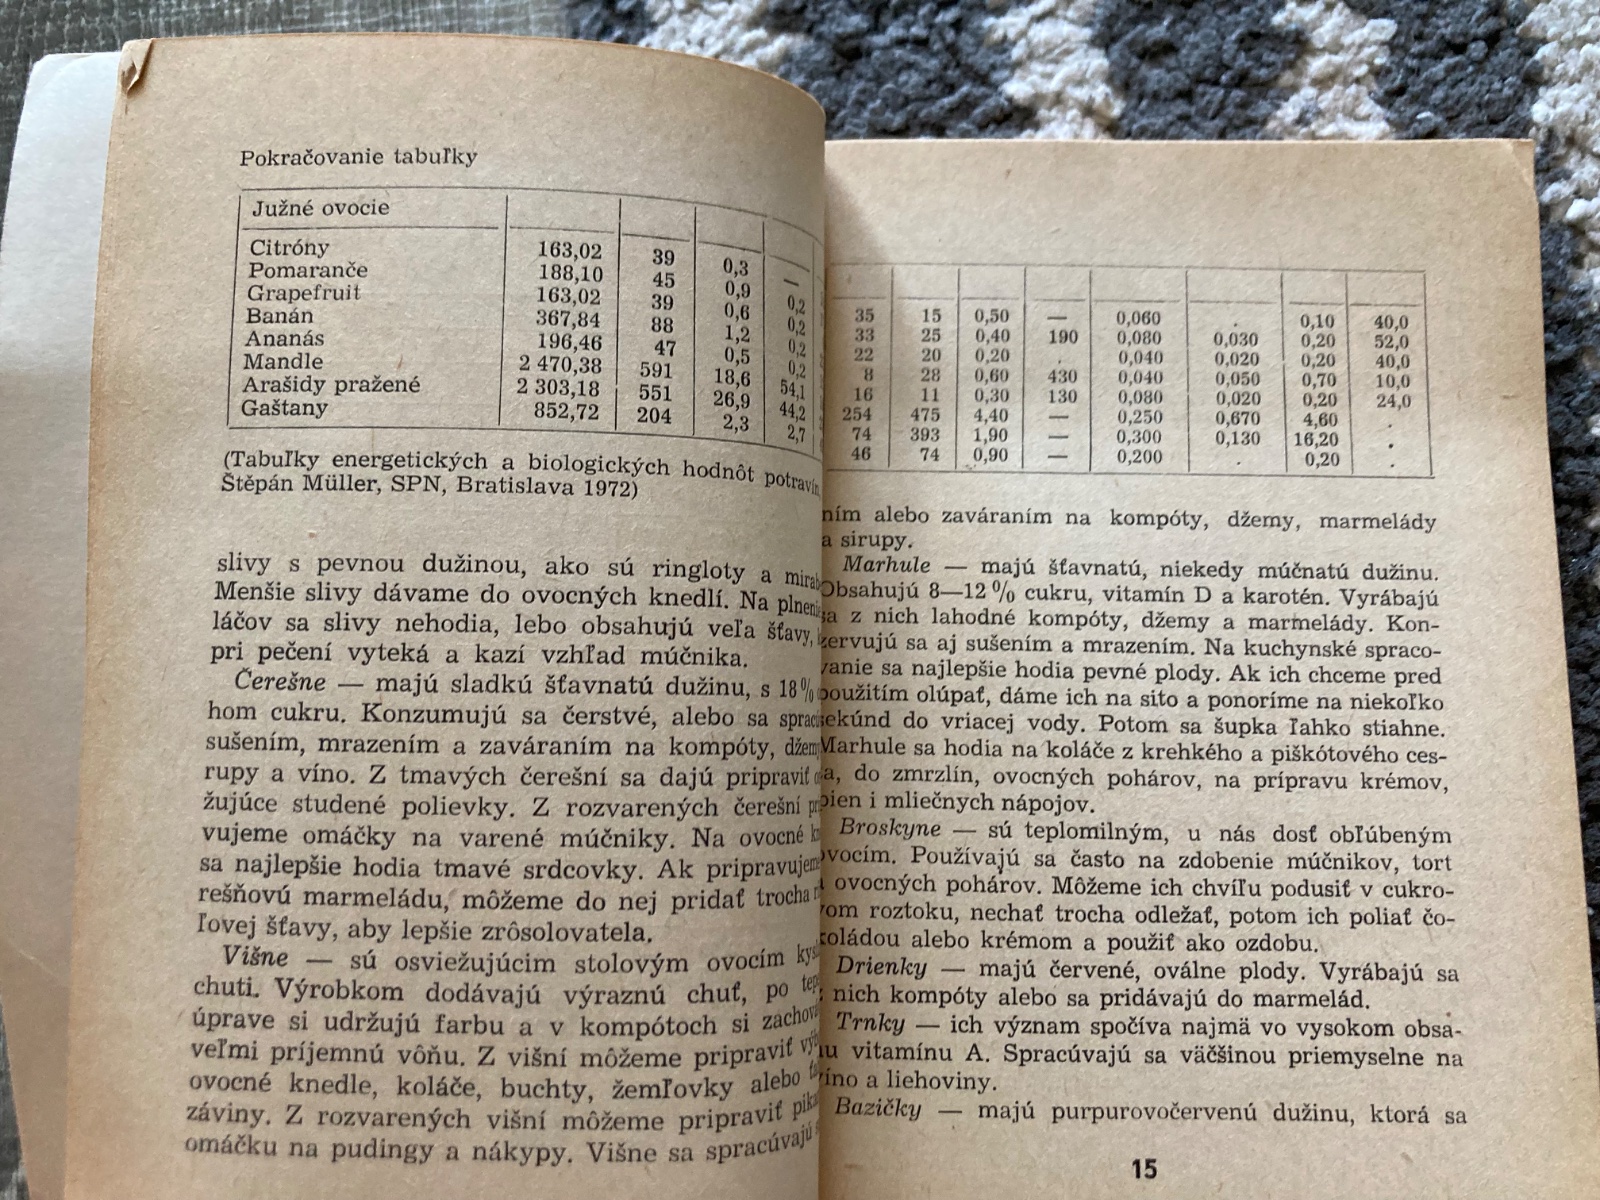 Pokračovanie tabuľky
Južné ovocie
Citróny 163,02 39 0,3 —
Pomaranče 188,10 45 0,9 0,2
Grapefruit 163,02 39 0,6 0,2
Banán 367,84 88 1,2 0,2
Ananás 196,46 47 0,5 0,2
Mandle 2 470,38 591 18,6 54,1
Arašidy pražené 2 303,18 551 26,9 44,2
Gaštany 852,72 204 2,3 2,7
(Tabuľky energetických a biologických hodnôt potravín,
Štěpán Müller, SPN, Bratislava 1972)
slivy s pevnou dužinou, ako sú ringloty a
Menšie slivy dávame do ovocných knedlí. Na
láčov sa slivy nehodia, lebo obsahujú veľa šťavy,
pri pečení vyteká a kazí vzhľad múčnika.
Čerešne — majú sladkú šťavnatú dužinu, s 18 %
hom cukru. Konzumujú sa čerstvé, alebo sa
sušením, mrazením a zaváraním na kompóty,
rupy a víno. Z tmavých čerešní sa dajú pripraviť
žujúce studené polievky. Z rozvarených čerešní
vujeme omáčky na varené múčniky. Na ovocné
sa najlepšie hodia tmavé srdcovky. Ak pripravujeme
rešňovú marmeládu, môžeme do nej pridať trocha
ľovej šťavy, aby lepšie zrôsolovatela.
Višne — sú osviežujúcim stolovým ovocím
chuti. Výrobkom dodávajú výraznú chuť, po
úprave si udržujú farbu a v kompótoch si
veľmi príjemnú vôňu. Z višní môžeme pripraviť
ovocné knedle, koláče, buchty, žemľovky alebo
záviny. Z rozvarených višní môžeme pripraviť
omáčku na pudingy a nákypy. Višne sa spracúvajú
35 15 0,50 — 0,060 . 0,10 40,0
33 25 0,40 190 0,080 0,030 0,20 52,0
22 20 0,20 . 0,040 0,020 0,20 40,0
8 28 0,60 430 0,040 0,050 0,70 10,0
16 11 0,30 130 0,080 0,020 0,20 24,0
254 475 4,40 — 0,250 0,670 4,60 .
74 393 1,90 — 0,300 0,130 16,20 .
46 74 0,90 — 0,200 . 0,20 .
ním alebo zaváraním na kompóty, džemy, marmelády
a sirupy.
Marhule — majú šťavnatú, niekedy múčnatú dužinu.
Obsahujú 8—12 % cukru, vitamín D a karotén. Vyrábajú
sa z nich lahodné kompóty, džemy a marmelády. Kon-
zervujú sa aj sušením a mrazením. Na kuchynské spraco-
vanie sa najlepšie hodia pevné plody. Ak ich chceme pred
použitím olúpať, dáme ich na sito a ponoríme na niekoľko
sekúnd do vriacej vody. Potom sa šupka ľahko stiahne.
Marhule sa hodia na koláče z krehkého a piškótového ces-
ta, do zmrzlín, ovocných pohárov, na prípravu krémov,
pien i mliečnych nápojov.
Broskyne — sú teplomilným, u nás dosť obľúbeným
ovocím. Používajú sa často na zdobenie múčnikov, tort
a ovocných pohárov. Môžeme ich chvíľu podusiť v cukro-
vom roztoku, nechať trocha odležať, potom ich poliať čo-
koládou alebo krémom a použiť ako ozdobu.
Drienky — majú červené, oválne plody. Vyrábajú sa
z nich kompóty alebo sa pridávajú do marmelád.
Trnky — ich význam spočíva najmä vo vysokom obsa-
hu vitamínu A. Spracúvajú sa väčšinou priemyselne na
víno a liehoviny.
Bazičky — majú purpurovočervenú dužinu, ktorá sa
15